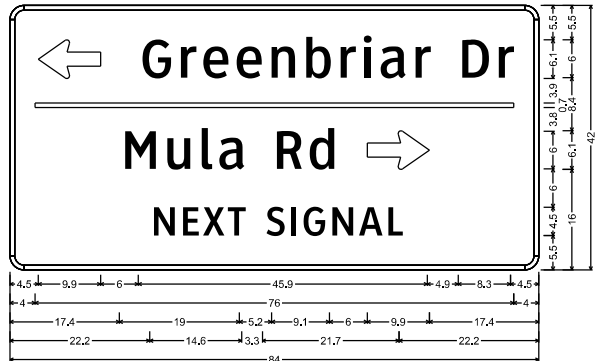 Greenbriar Dr
Mula Rd
NEXT SIGNAL
5.5 6.1 3.9 0.7 3.8 6 6 4.5 5.5
5.5 6 8.4 6.1 16
42
4.5 9.9 6 45.9 4.9 8.3 4.5
4 76 4
17.4 19 5.2 9.1 6 9.9 17.4
22.2 14.6 3.3 21.7 22.2
84